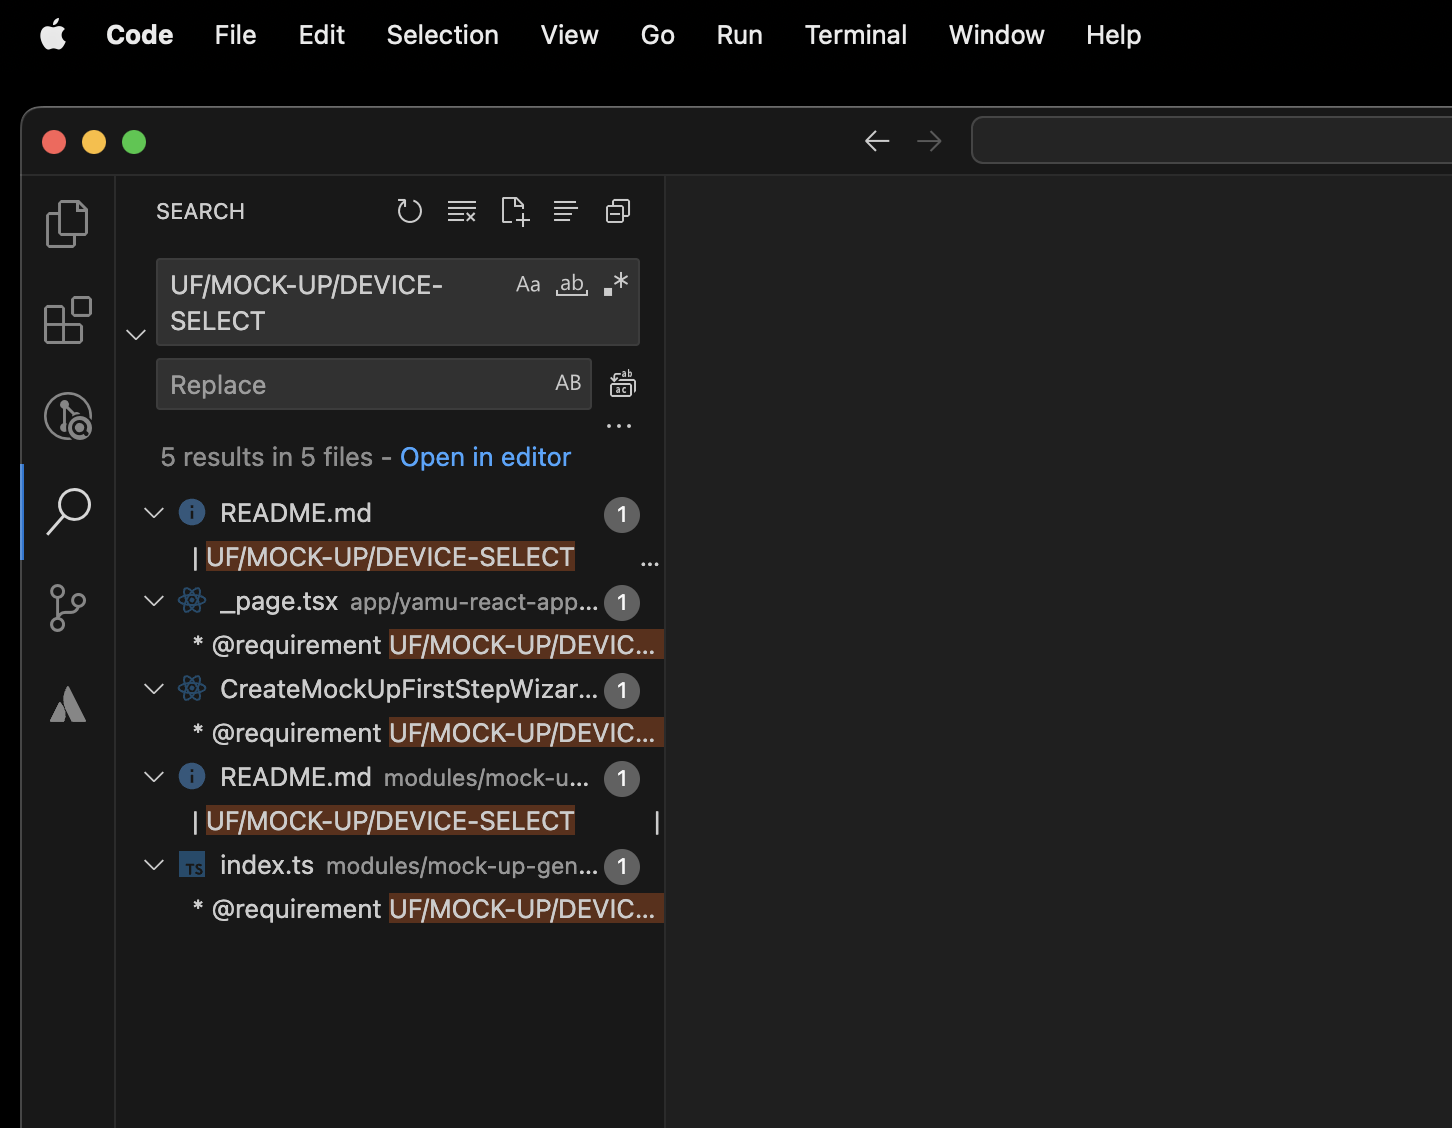 Code File Edit Selection View Go Run Terminal Window Help
SEARCH
UF/MOCK-UP/DEVICE-
SELECT
Aa ab .*
Replace AB
ab
ac
...
5 results in 5 files - Open in editor
README.md 1
| UF/MOCK-UP/DEVICE-SELECT ...
_page.tsx app/yamu-react-app... 1
* @requirement UF/MOCK-UP/DEVIC...
CreateMockUpFirstStepWizar... 1
* @requirement UF/MOCK-UP/DEVIC...
README.md modules/mock-u... 1
| UF/MOCK-UP/DEVICE-SELECT |
TS index.ts modules/mock-up-gen... 1
* @requirement UF/MOCK-UP/DEVIC...